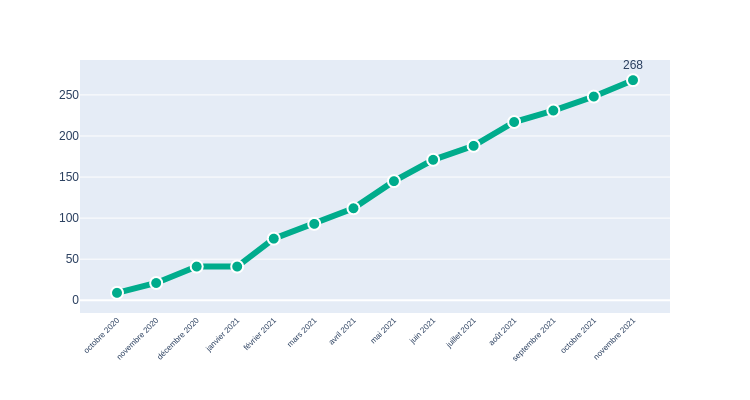 268
250
200
150
100
50
0
octobre 2020
novembre 2020
décembre 2020
janvier 2021
février 2021
mars 2021
avril 2021
mai 2021
juin 2021
juillet 2021
août 2021
septembre 2021
octobre 2021
novembre 2021